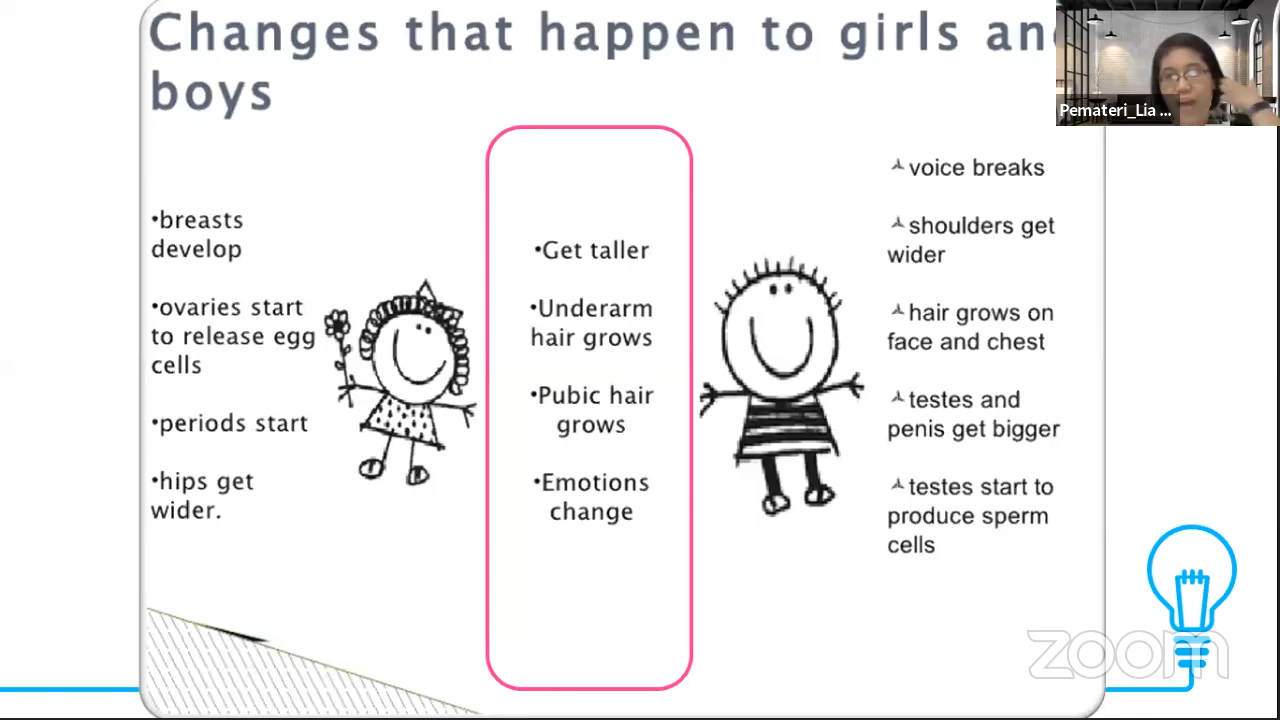 Changes that happen to girls and
boys
•breasts
develop
•ovaries start
to release egg
cells
•periods start
•hips get
wider.
•Get taller
•Underarm
hair grows
•Pubic hair
grows
•Emotions
change
voice breaks
shoulders get
wider
hair grows on
face and chest
testes and
penis get bigger
testes start to
produce sperm
cells
Pemateri_Lia ...
zoom